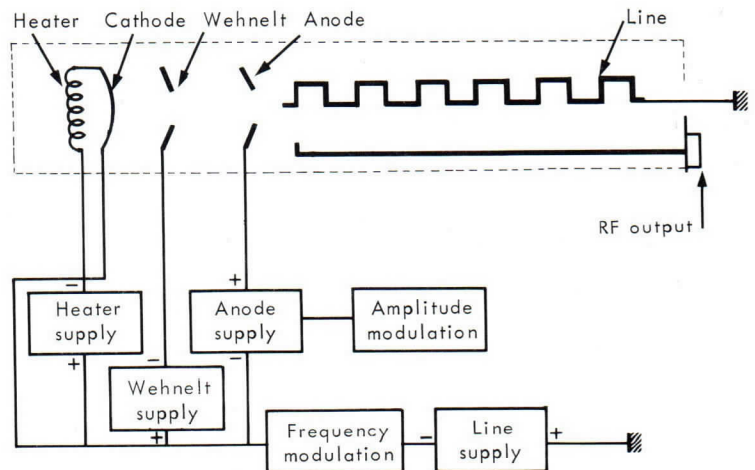 Heater
Cathode
Wehnelt
Anode
Line
RF output
-
+
Heater
supply
Anode
supply
Amplitude
modulation
+
-
-
Wehnelt
supply
+
Frequency
modulation
-
Line
supply
+